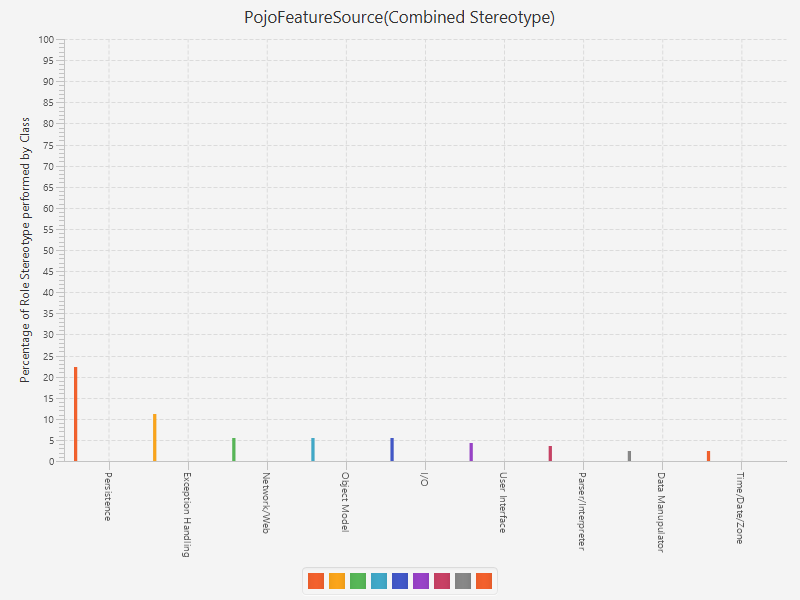 PojoFeatureSource(Combined Stereotype)
Percentage of Role Stereotype performed by Class
100
95
90
85
80
75
70
65
60
55
50
45
40
35
30
25
20
15
10
5
0
Persistence
Exception Handling
Network/Web
Object Model
I/O
User Interface
Parser/Interpreter
Data Manupulator
Time/Date/Zone